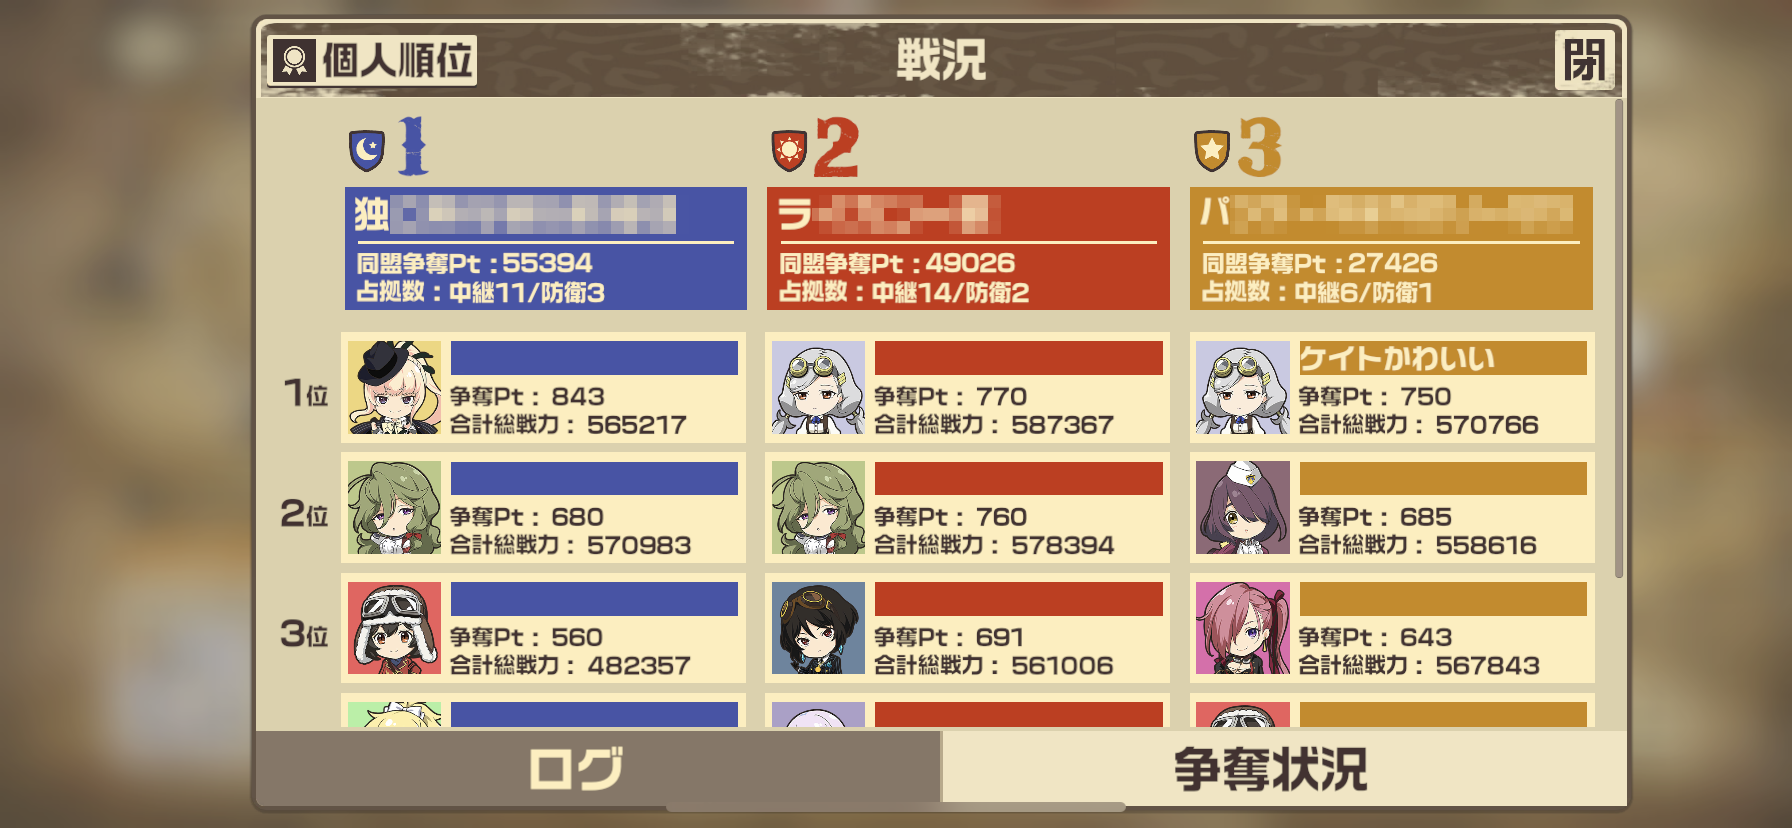 個人順位
戦況
閉
1
2
3
独
ラ
パ
同盟争奪Pt：55394
占拠数：中継11/防衛3
同盟争奪Pt：49026
占拠数：中継14/防衛2
同盟争奪Pt：27426
占拠数：中継6/防衛1
1位
争奪Pt：843
合計総戦力：565217
争奪Pt：770
合計総戦力：587367
ケイトかわいい
争奪Pt：750
合計総戦力：570766
2位
争奪Pt：680
合計総戦力：570983
争奪Pt：760
合計総戦力：578394
争奪Pt：685
合計総戦力：558616
3位
争奪Pt：560
合計総戦力：482357
争奪Pt：691
合計総戦力：561006
争奪Pt：643
合計総戦力：567843
ログ
争奪状況